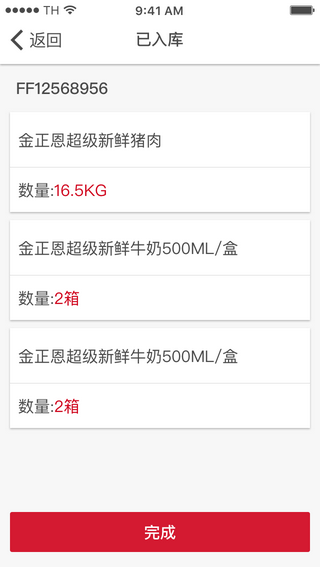 TH 9:41 AM
返回 已入库
FF12568956
金正恩超级新鲜猪肉
数量:16.5KG
金正恩超级新鲜牛奶500ML/盒
数量:2箱
金正恩超级新鲜牛奶500ML/盒
数量:2箱
完成